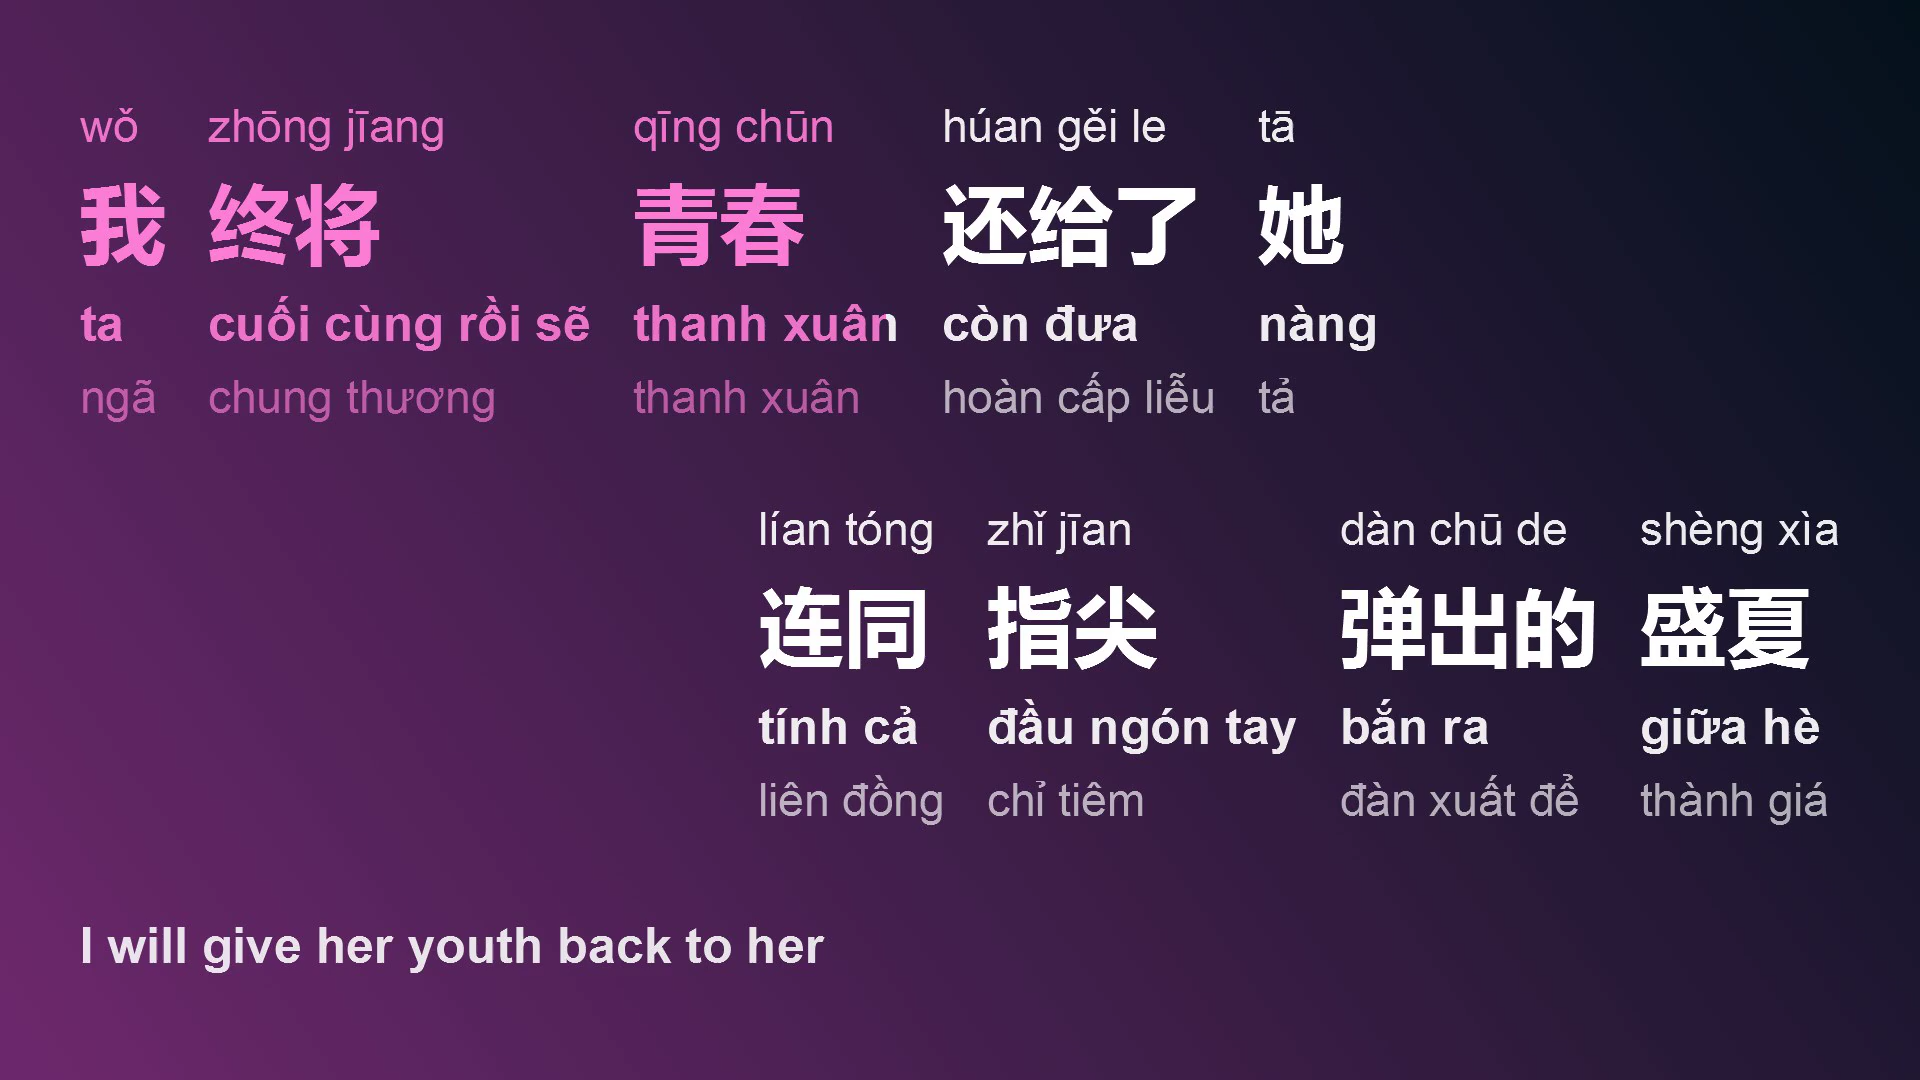 wǒ zhōng jīang qīng chūn húan gěi le tā
我 终将 青春 还给了 她
ta cuối cùng rồi sẽ thanh xuân còn đưa nàng
ngã chung thương thanh xuân hoàn cấp liễu tả
lían tóng zhǐ jīan dàn chū de shèng xìa
连同 指尖 弹出的 盛夏
tính cả đầu ngón tay bắn ra giữa hè
liên đồng chỉ tiêm đàn xuất để thành giá
I will give her youth back to her